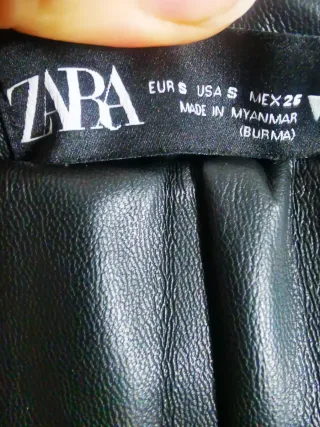 ZARA
EUR S USA S MEX 26
MADE IN MYANMAR
(BURMA)